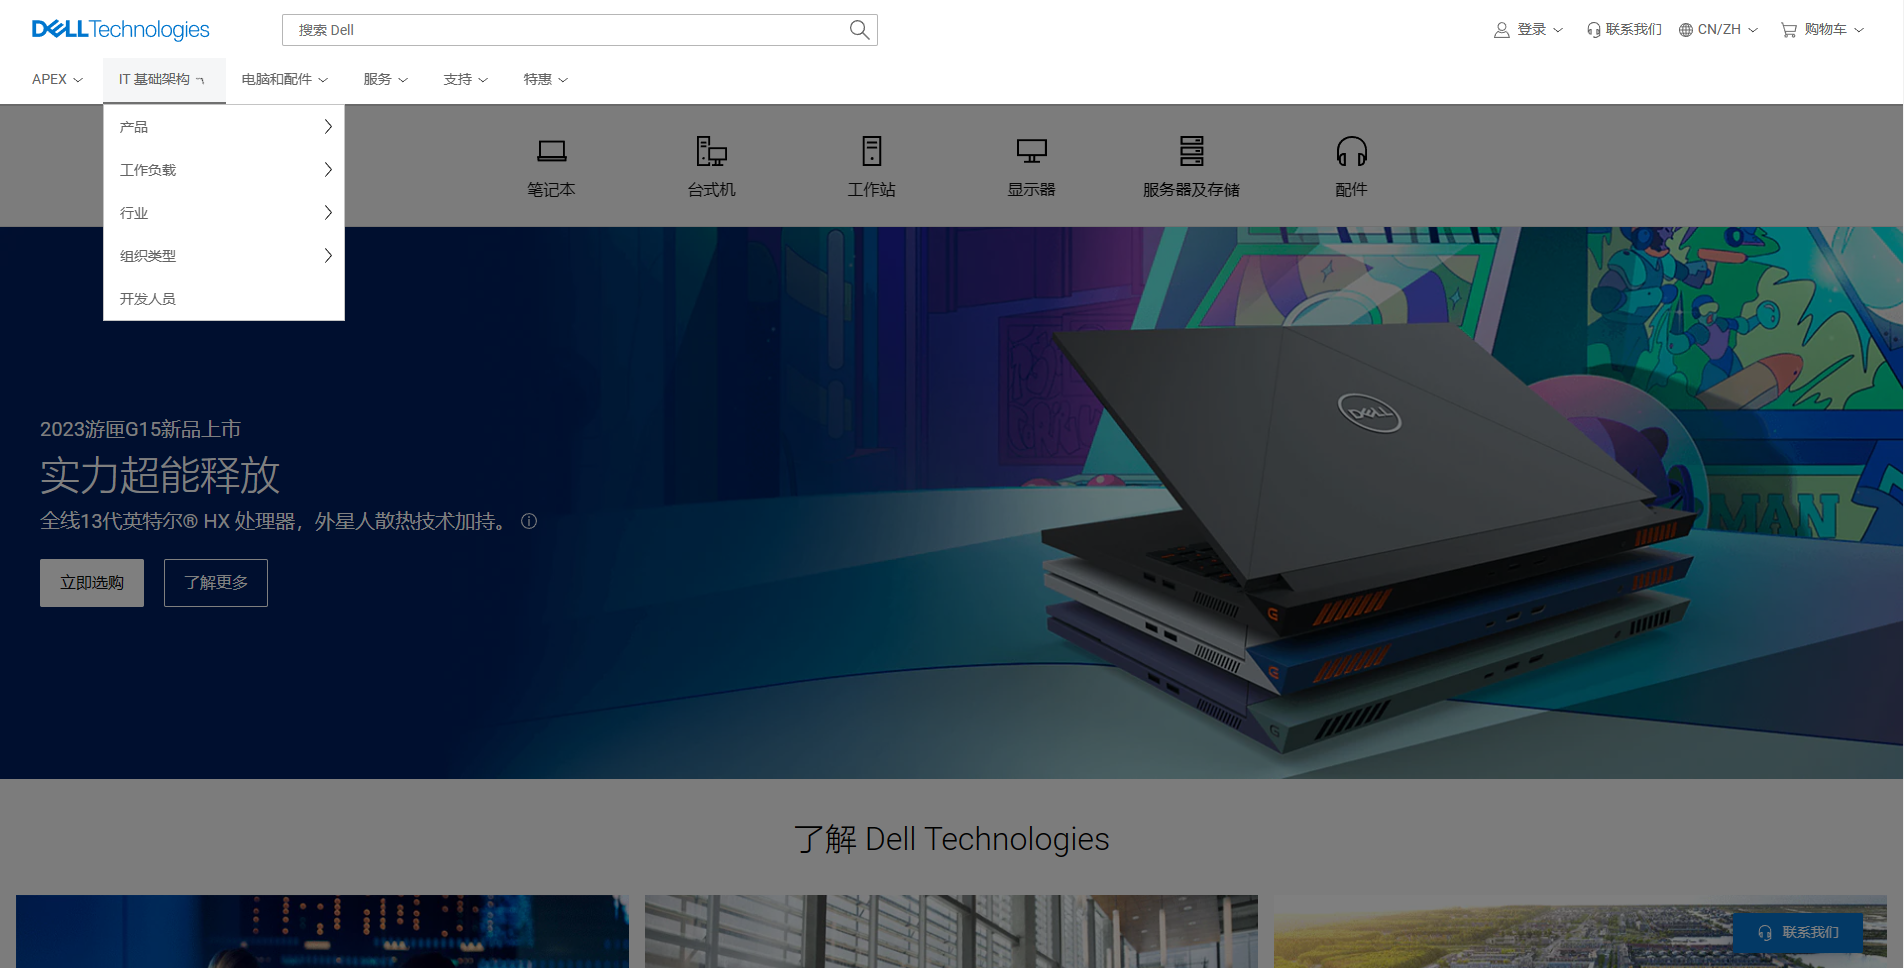 DELL Technologies
搜索 Dell
登录
联系我们
CN/ZH
购物车
APEX
IT 基础架构
电脑和配件
服务
支持
特惠
产品
工作负载
行业
组织类型
开发人员
笔记本
台式机
工作站
显示器
服务器及存储
配件
2023游匣G15新品上市
实力超能释放
全线13代英特尔® HX 处理器，外星人散热技术加持。
立即选购
了解更多
DELL
MAN
G
G
G
了解 Dell Technologies
联系我们